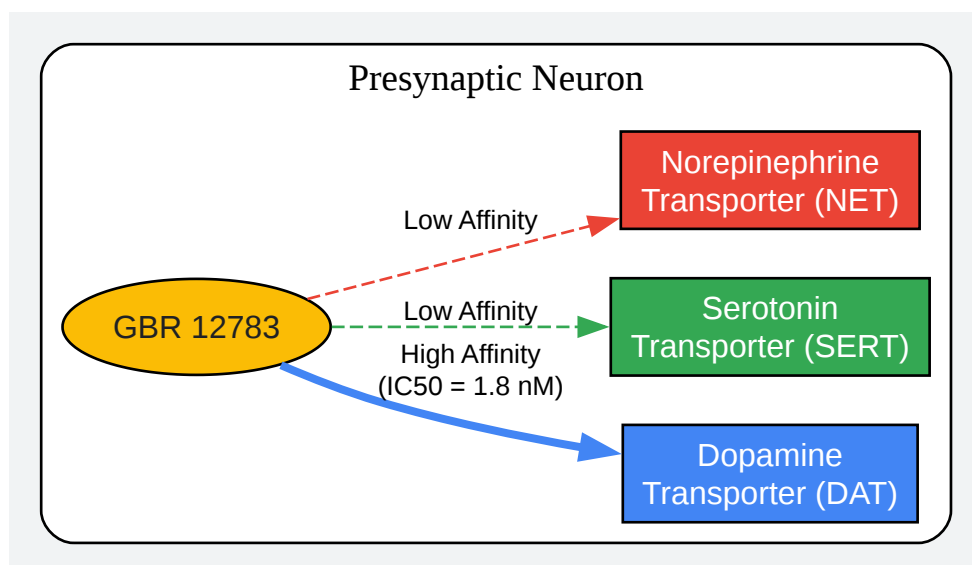 Presynaptic Neuron
Norepinephrine
Transporter (NET)
Low Affinity
GBR 12783
Low Affinity
Serotonin
Transporter (SERT)
High Affinity
(IC50 = 1.8 nM)
Dopamine
Transporter (DAT)